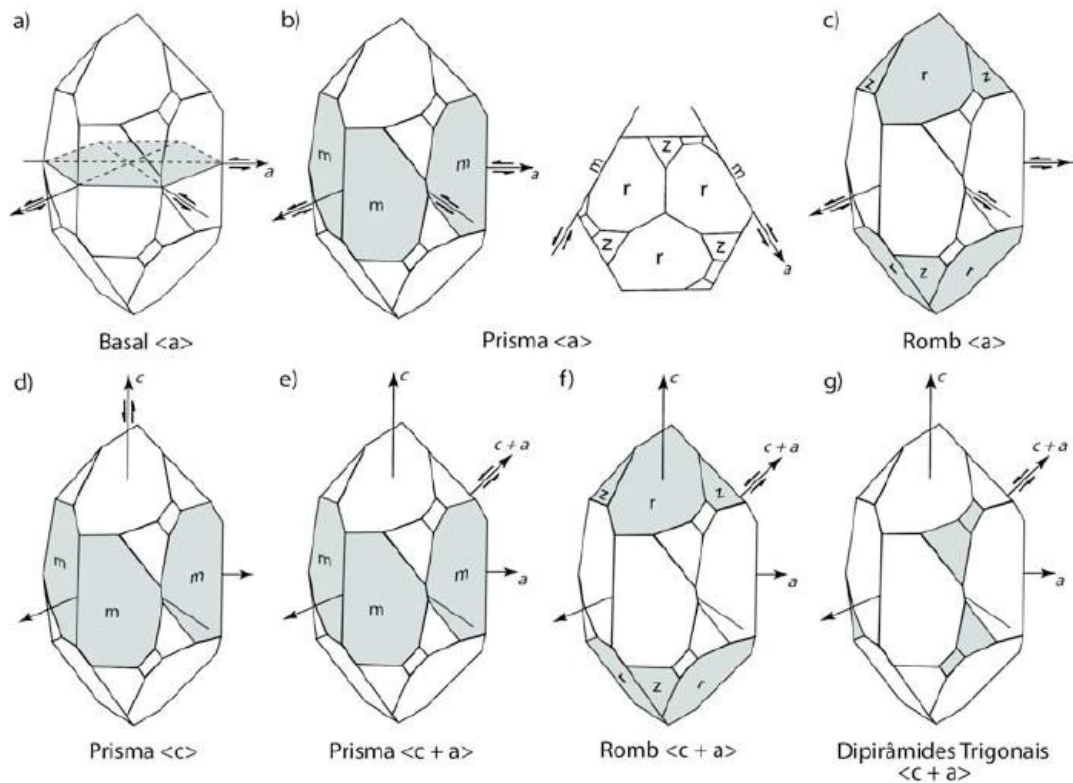 a)
a
Basal <a>
b)
m
m
m
a
z
m
m
r
r
z
z
r
a
Prisma <a>
c)
z
r
z
r
z
r
Romb <a>
d)
c
m
m
m
Prisma <c>
e)
c
c + a
m
m
m
a
Prisma <c + a>
f)
c
c + a
z
r
z
a
r
z
r
Romb <c + a>
g)
c
c + a
a
Dipirâmides Trigonais
<c + a>